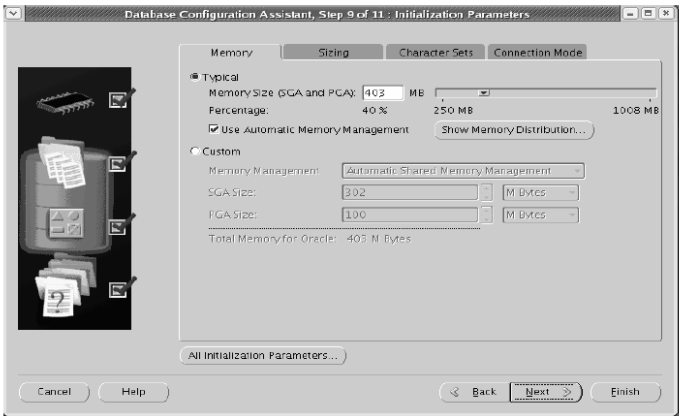 Database Configuration Assistant, Step 9 of 11 : Initialization Parameters
Memory Sizing Character Sets Connection Mode
Typical
Memory Size (SGA and PGA): 403 MB
Percentage: 40 % 250 MB 1008 MB
Use Automatic Memory Management Show Memory Distribution...
Custom
Memory Management Automatic Shared Memory Management
SGA Size: 302 M Bytes
PGA Size: 100 M Bytes
Total Memory for Oracle: 403 M Bytes
?
All Initialization Parameters...
Cancel Help Back Next Finish